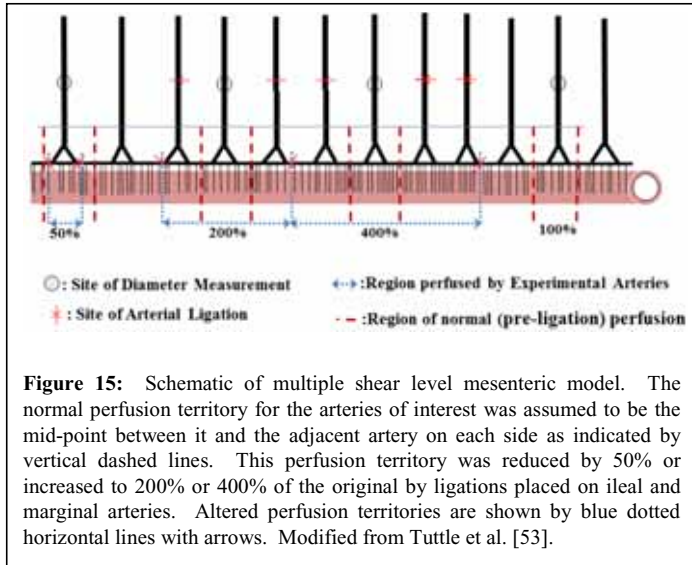 50%
200%
400%
100%
: Site of Diameter Measurement
:Region perfused by Experimental Arteries
: Site of Arterial Ligation
:Region of normal (pre-ligation) perfusion
Figure 15: Schematic of multiple shear level mesenteric model. The
normal perfusion territory for the arteries of interest was assumed to be the
mid-point between it and the adjacent artery on each side as indicated by
vertical dashed lines. This perfusion territory was reduced by 50% or
increased to 200% or 400% of the original by ligations placed on ileal and
marginal arteries. Altered perfusion territories are shown by blue dotted
horizontal lines with arrows. Modified from Tuttle et al. [53].